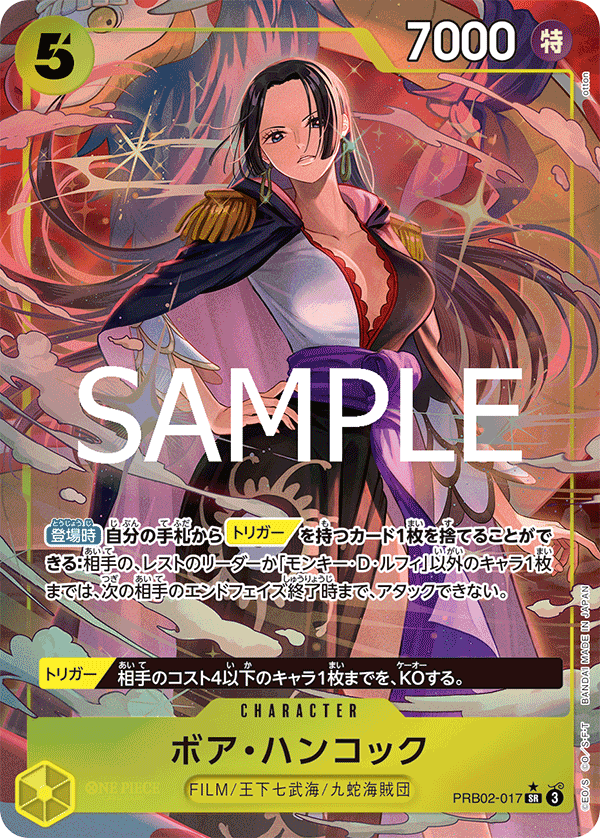 5
7000
特
otton
SAMPLE
登場時 自分の手札から トリガー を持つカード1枚を捨てることがで
きる：相手の、レストのリーダーか「モンキー・D・ルフィ」以外のキャラ1枚
までは、次の相手のエンドフェイズ終了時まで、アタックできない。
トリガー 相手のコスト4以下のキャラ1枚までを、KOする。
CHARACTER
ボア・ハンコック
ONE PIECE
FILM/王下七武海/九蛇海賊団
PRB02-017 ★ SR 3
©E.O/S ©O/S・F・T BANDAI MADE IN JAPAN